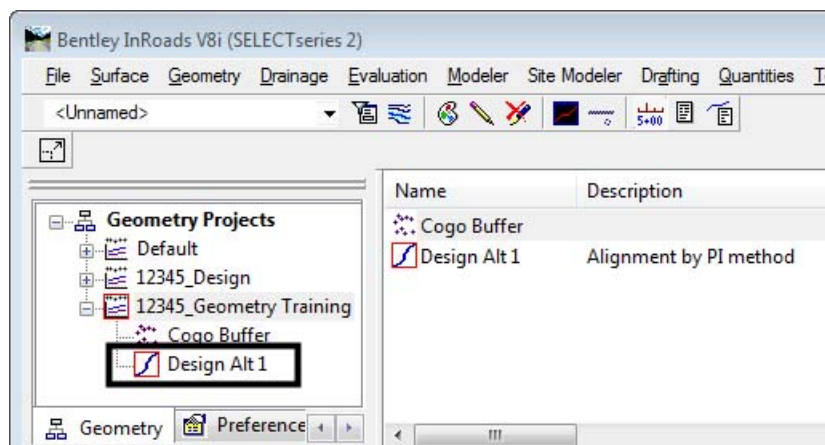 Bentley InRoads V8i (SELECTseries 2)
File Surface Geometry Drainage Evaluation Modeler Site Modeler Drafting Quantities T
<Unnamed>
5+00
Name Description
Geometry Projects
Default
12345_Design
12345_Geometry Training
Cogo Buffer
Design Alt 1
Cogo Buffer
Design Alt 1 Alignment by PI method
Geometry Preference